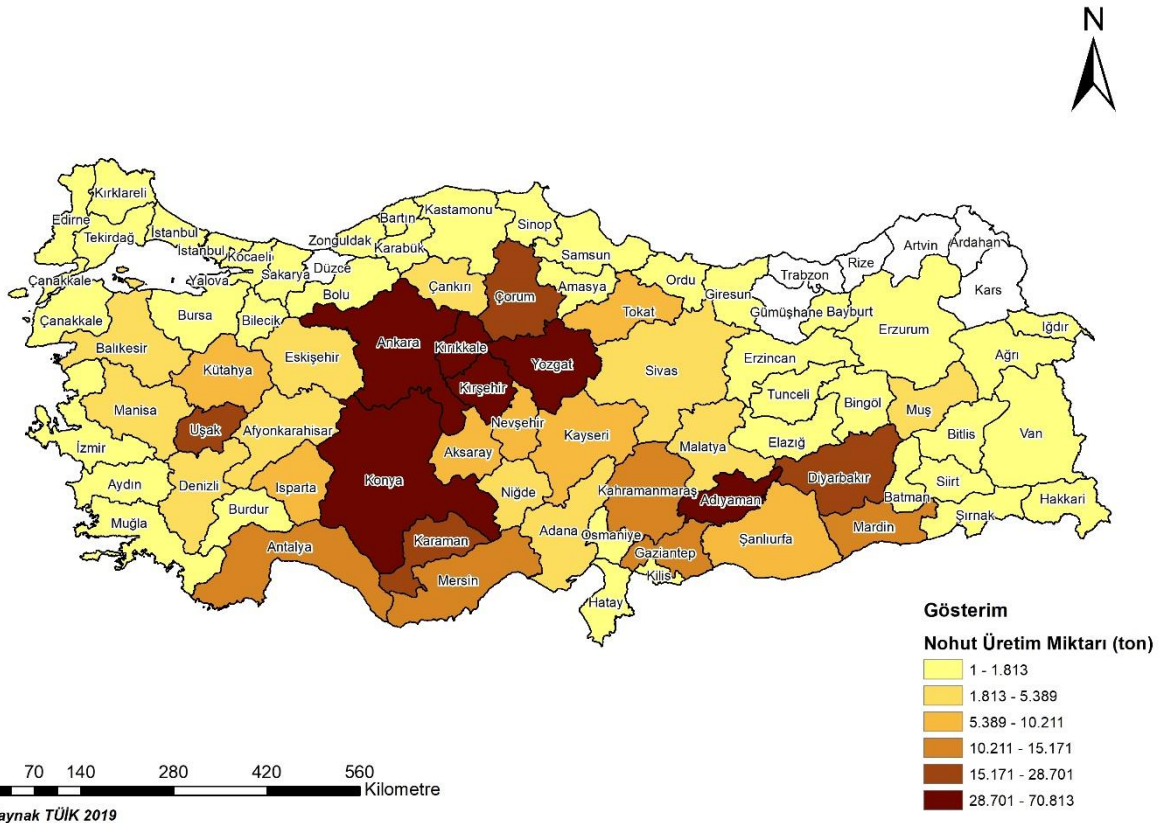 N
Kırklareli
Edirne
Tekirdağ
İstanbul
İstanbul
Kocaeli
Çanakkale
Yalova
Sakarya
Düzce
Zonguldak
Bartın
Karabük
Kastamonu
Sinop
Samsun
Bolu
Çankırı
Çorum
Amasya
Ordu
Giresun
Trabzon
Rize
Artvin
Ardahan
Kars
Gümüşhane
Bayburt
Erzurum
Iğdır
Ağrı
Çanakkale
Bursa
Bilecik
Balıkesir
Kütahya
Eskişehir
Ankara
Kırıkkale
Kırşehir
Yozgat
Tokat
Sivas
Erzincan
Tunceli
Bingöl
Muş
Manisa
Uşak
Afyonkarahisar
Nevşehir
Kayseri
Malatya
Elazığ
Bitlis
Van
İzmir
Aydın
Denizli
Isparta
Konya
Aksaray
Niğde
Kahramanmaraş
Adıyaman
Diyarbakır
Batman
Siirt
Şırnak
Hakkari
Muğla
Burdur
Antalya
Karaman
Mersin
Adana
Osmaniye
Gaziantep
Kilis
Şanlıurfa
Mardin
Hatay
Gösterim
Nohut Üretim Miktarı (ton)
1 - 1.813
1.813 - 5.389
5.389 - 10.211
10.211 - 15.171
15.171 - 28.701
28.701 - 70.813
70 140 280 420 560
Kilometre
aynak TÜİK 2019